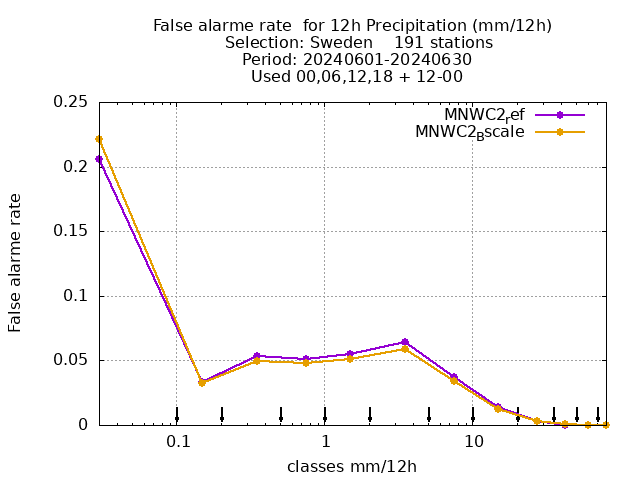 False alarme rate  for 12h Precipitation (mm/12h)
Selection: Sweden    191 stations
Period: 20240601-20240630
Used 00,06,12,18 + 12-00
MNWC2ref
MNWC2Bscale
0.25
0.2
0.15
0.1
0.05
0
False alarme rate
0.1
1
10
classes mm/12h